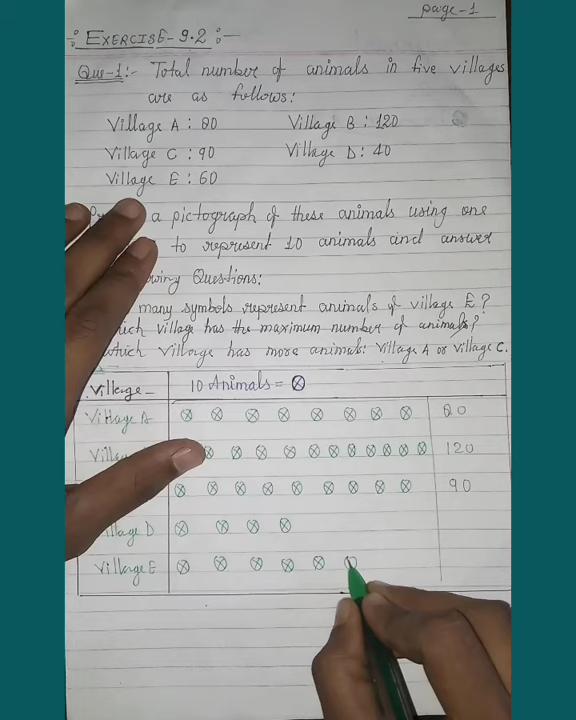 page-1
÷ EXERCISE-9.2 :-
Que-1:- Total number of animals in five villages
are as follows:
Village A : 80 Village B : 120
Village C : 90 Village D : 40
Village E : 60
a pictograph of these animals using one
to represent 10 animals and answer
Questions:
many symbols represent animals of village E?
village has the maximum number of animals?
which Village has more animals: Village A or Village C.
Village 10 Animals = ⊗
Village A ⊗ ⊗ ⊗ ⊗ ⊗ ⊗ ⊗ 80
⊗ ⊗ ⊗ ⊗ ⊗ ⊗ ⊗ ⊗ ⊗ ⊗ 120
⊗ ⊗ ⊗ ⊗ ⊗ ⊗ ⊗ ⊗ ⊗ 90
Village D ⊗ ⊗ ⊗ ⊗
Village E ⊗ ⊗ ⊗ ⊗ ⊗